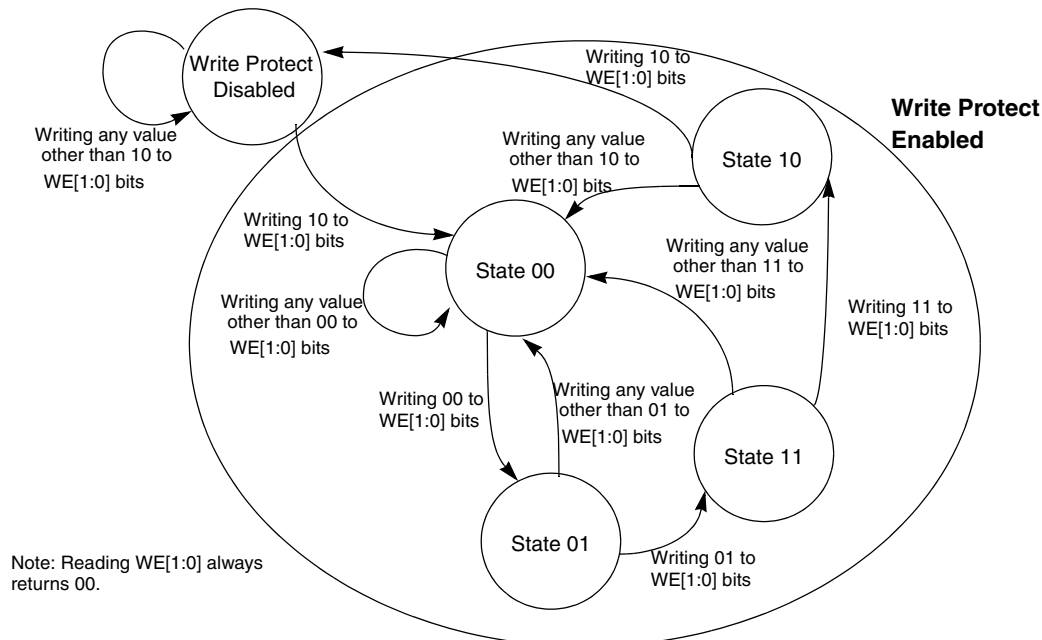 Write Protect
Disabled
Writing 10 to
WE[1:0] bits
Write Protect
Enabled
Writing any value
other than 10 to
WE[1:0] bits
Writing any value
other than 10 to
WE[1:0] bits
State 10
Writing 10 to
WE[1:0] bits
State 00
Writing any value
other than 11 to
WE[1:0] bits
Writing any value
other than 00 to
WE[1:0] bits
Writing 11 to
WE[1:0] bits
Writing 00 to
WE[1:0] bits
Writing any value
other than 01 to
WE[1:0] bits
State 11
State 01
Writing 01 to
WE[1:0] bits
Note: Reading WE[1:0] always
returns 00.